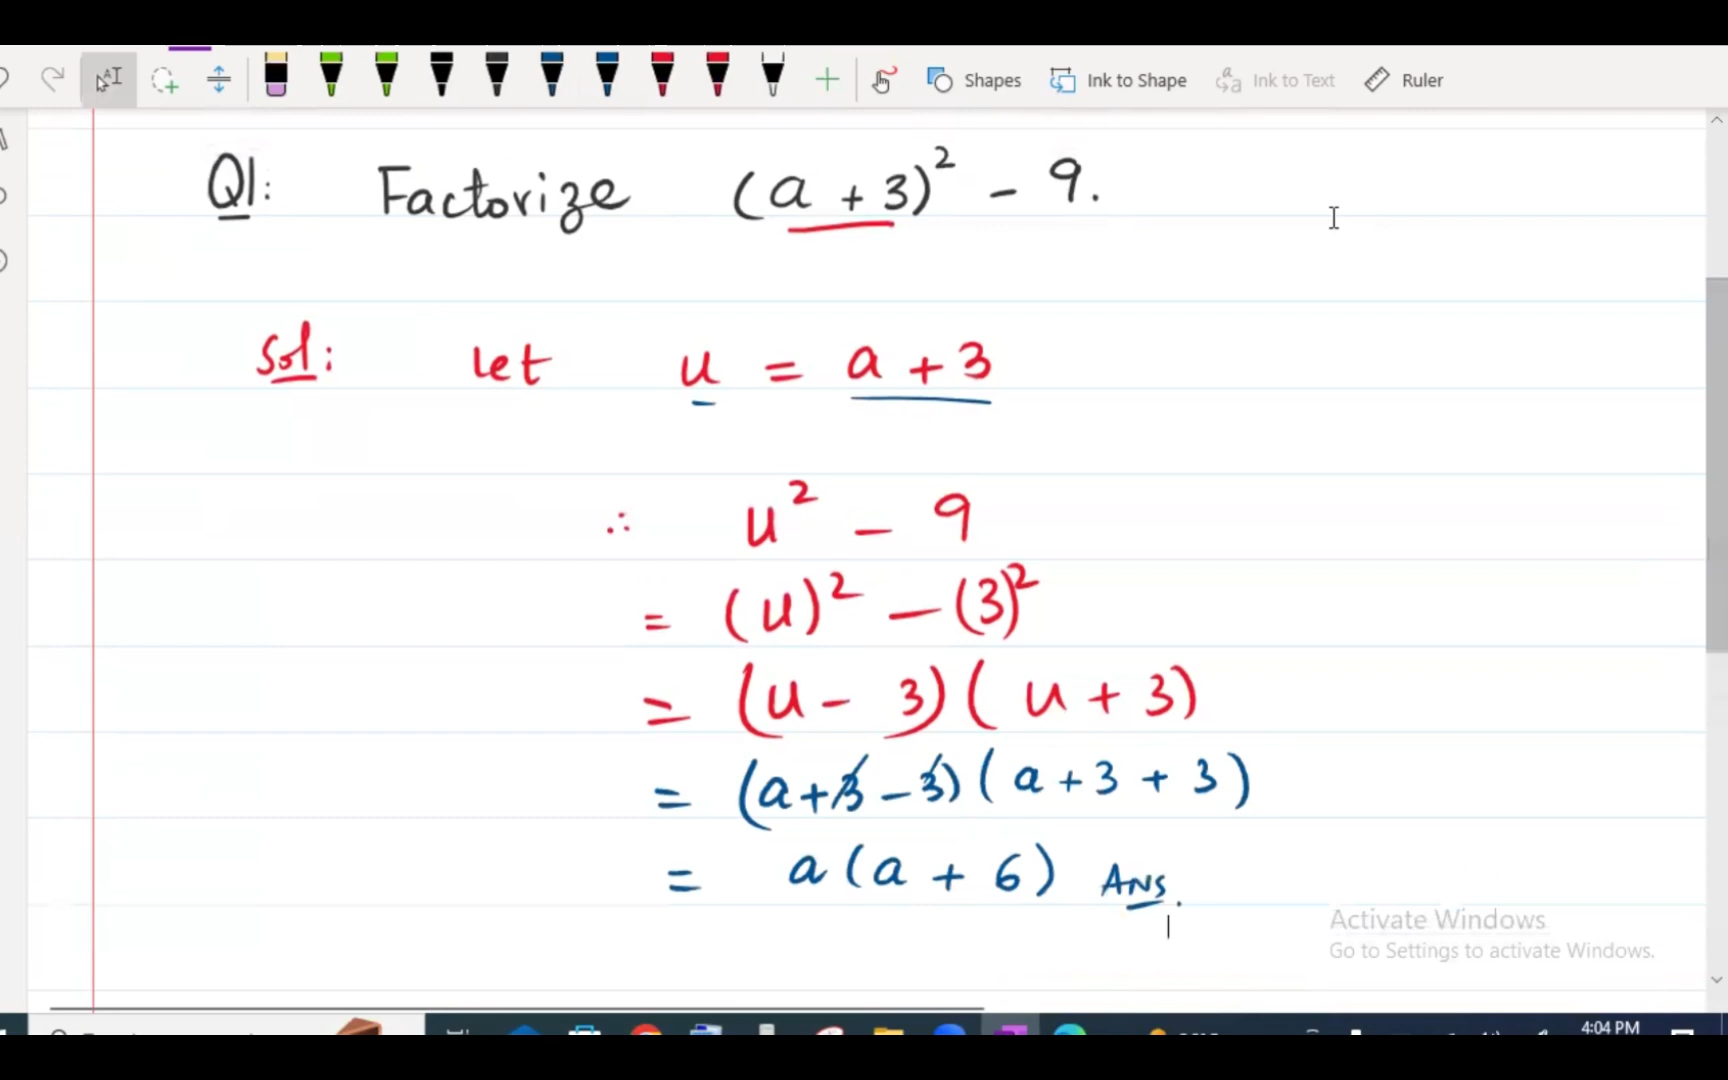 Shapes Ink to Shape Ink to Text Ruler
Q1: Factorize (a + 3)² - 9.
Sol: Let u = a + 3
∴ u² - 9
= (u)² - (3)²
= (u - 3)(u + 3)
= (a + 3 - 3)(a + 3 + 3)
= a(a + 6) Ans.
Activate Windows
Go to Settings to activate Windows.
4:04 PM